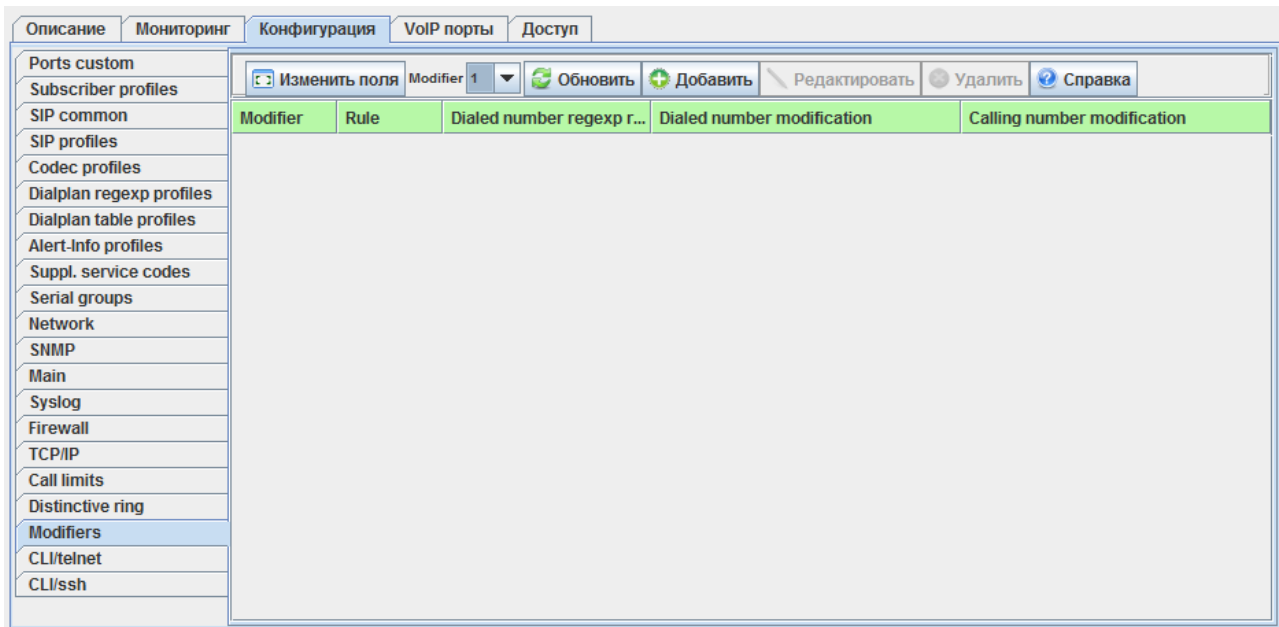 Описание Мониторинг Конфигурация VoIP порты Доступ
Ports custom
Subscriber profiles
SIP common
SIP profiles
Codec profiles
Dialplan regexp profiles
Dialplan table profiles
Alert-Info profiles
Suppl. service codes
Serial groups
Network
SNMP
Main
Syslog
Firewall
TCP/IP
Call limits
Distinctive ring
Modifiers
CLI/telnet
CLI/ssh
Изменить поля Modifier 1 Обновить Добавить Редактировать Удалить Справка
Modifier Rule Dialed number regexp r... Dialed number modification Calling number modification